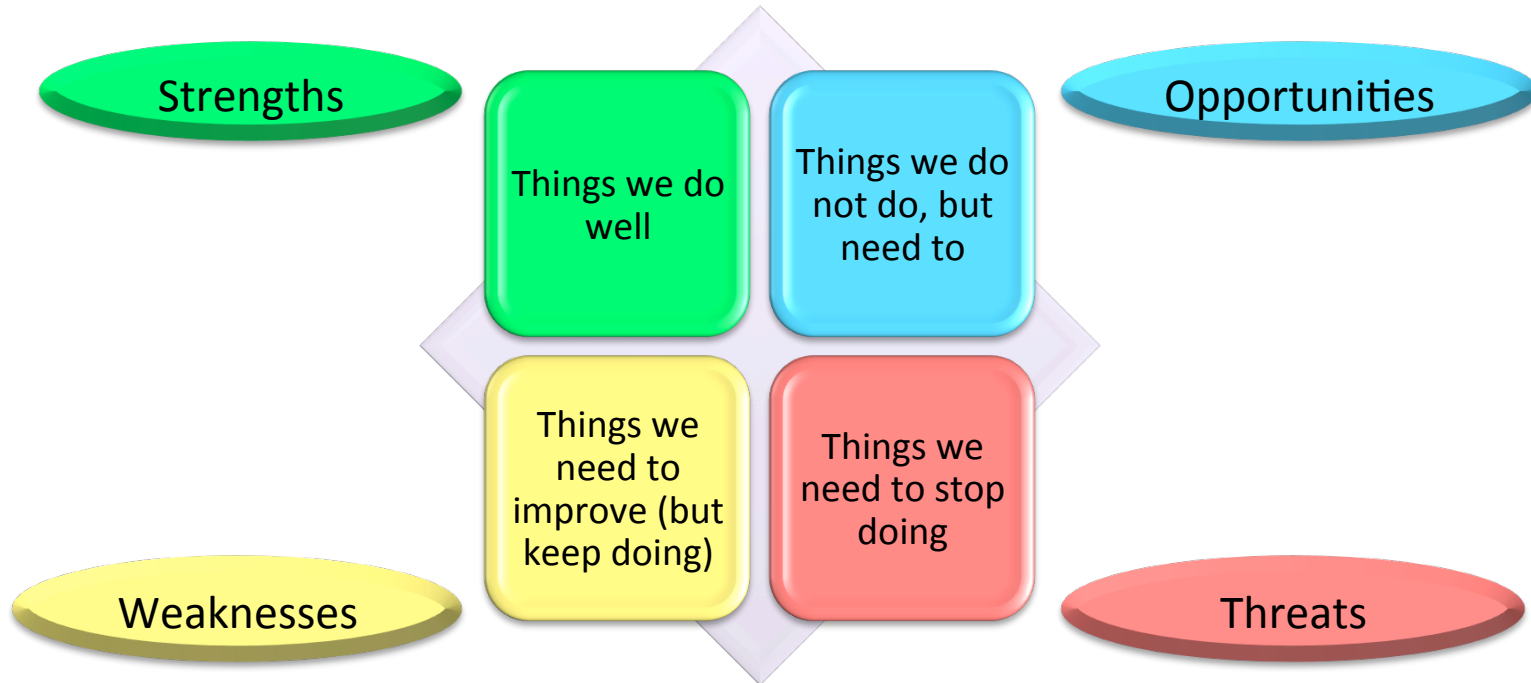 Strengths
Opportunities
Things we do
well
Things we do
not do, but
need to
Things we
need to
improve (but
keep doing)
Things we
need to stop
doing
Weaknesses
Threats